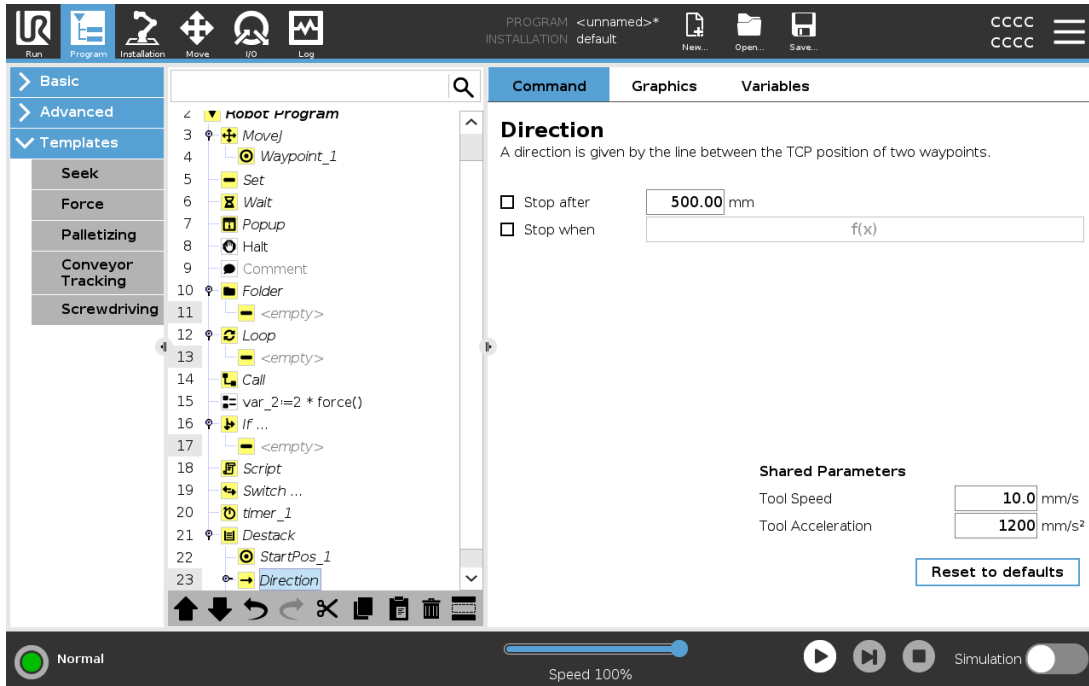 UR
PROGRAM <unnamed>*
INSTALLATION default
CCCC
CCCC
Run
Program
Installation
Move
I/O
Log
New...
Open...
Save...
Basic
Advanced
Templates
Seek
Force
Palletizing
Conveyor
Tracking
Screwdriving
2 Robot Program
3 MoveJ
4 Waypoint_1
5 Set
6 Wait
7 Popup
8 Halt
9 Comment
10 Folder
11 <empty>
12 Loop
13 <empty>
14 Call
15 var_2:=2 * force()
16 If ...
17 <empty>
18 Script
19 Switch ...
20 timer_1
21 Destack
22 StartPos_1
23 Direction
Command
Graphics
Variables
Direction
A direction is given by the line between the TCP position of two waypoints.
Stop after 500.00 mm
Stop when f(x)
Shared Parameters
Tool Speed 10.0 mm/s
Tool Acceleration 1200 mm/s²
Reset to defaults
Normal
Speed 100%
Simulation